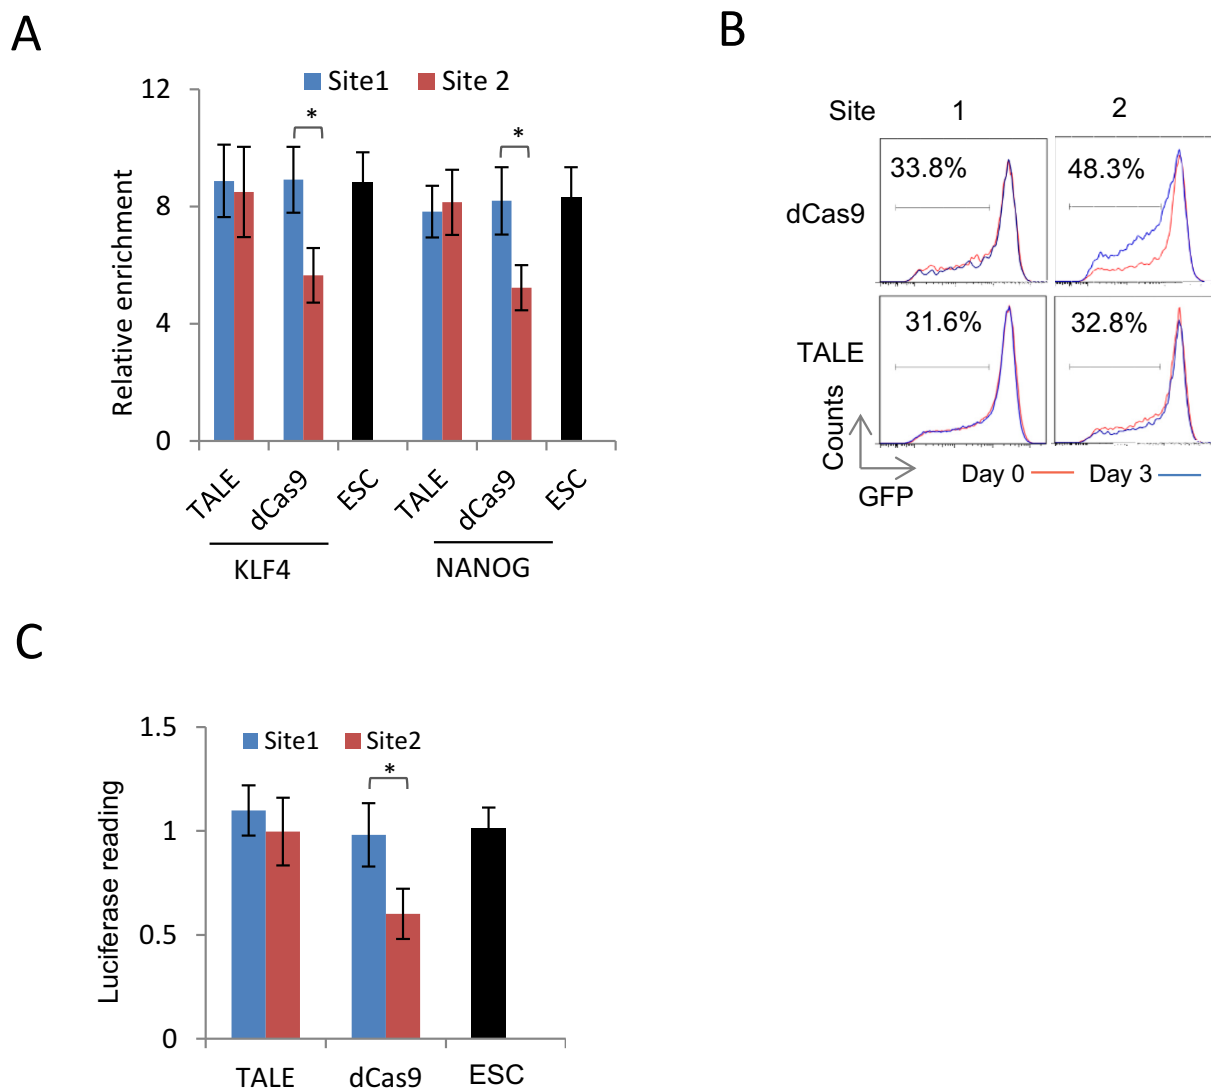 A
Site1 Site 2
12
8
4
0
Relative enrichment
*
*
TALE dCas9 ESC TALE dCas9 ESC
KLF4 NANOG
B
Site 1 2
dCas9 33.8% 48.3%
TALE 31.6% 32.8%
Counts
GFP
Day 0 Day 3
C
Site1 Site2
1.5
1
0.5
0
Luciferase reading
*
TALE dCas9 ESC